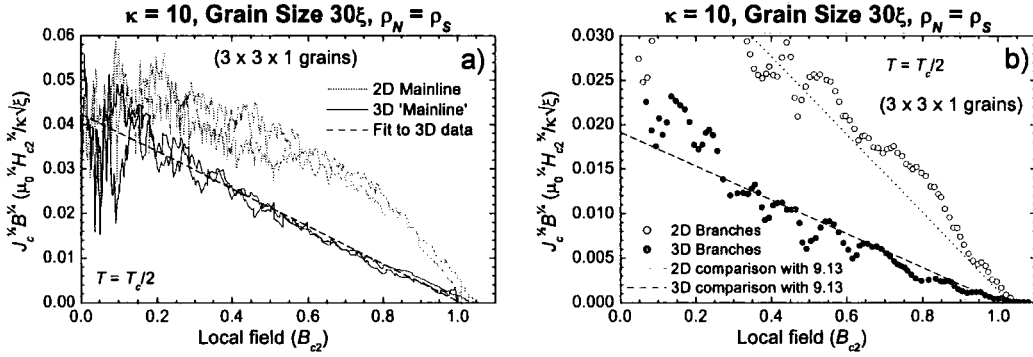 κ = 10, Grain Size 30ξ, ρN = ρS
(3 x 3 x 1 grains)
a)
2D Mainline
3D 'Mainline'
Fit to 3D data
T = Tc/2
0.06
0.05
0.04
0.03
0.02
0.01
0.00
0.0 0.2 0.4 0.6 0.8 1.0
Local field (Bc2)
κ = 10, Grain Size 30ξ, ρN = ρS
b)
T = Tc/2
(3 x 3 x 1 grains)
2D Branches
3D Branches
2D comparison with 9.13
3D comparison with 9.13
0.030
0.025
0.020
0.015
0.010
0.005
0.000
0.0 0.2 0.4 0.6 0.8 1.0
Local field (Bc2)